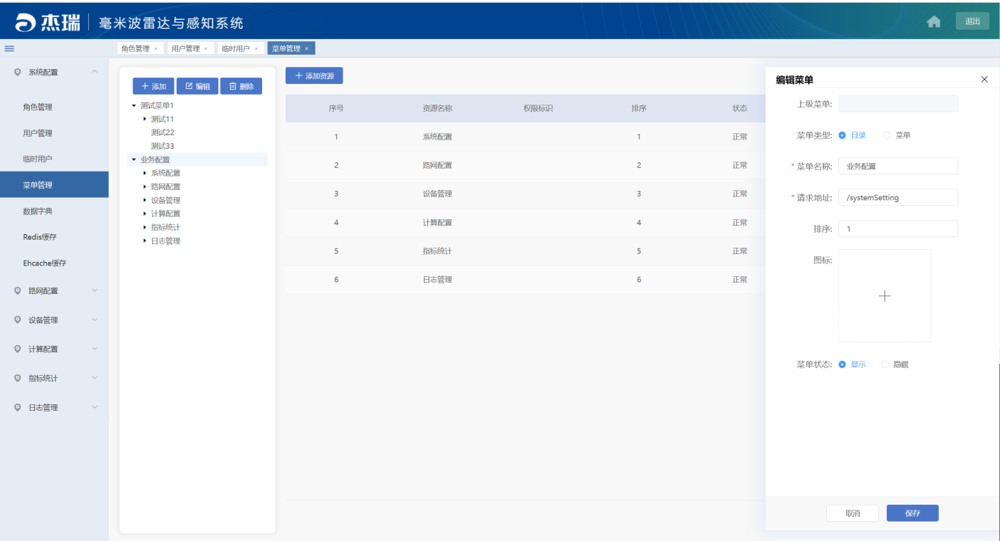 杰瑞 毫米波雷达与感知系统 退出
角色管理 × 用户管理 × 临时用户 × 菜单管理 ×
系统配置
角色管理
用户管理
临时用户
菜单管理
数据字典
Redis缓存
Ehcache缓存
路网配置
设备管理
计算配置
指标统计
日志管理
添加 编辑 删除
测试菜单1
测试11
测试22
测试33
业务配置
系统配置
路网配置
设备管理
计算配置
指标统计
日志管理
添加资源
序号 资源名称 权限标识 排序 状态
1 系统配置 1 正常
2 路网配置 2 正常
3 设备管理 3 正常
4 计算配置 4 正常
5 指标统计 5 正常
6 日志管理 6 正常
编辑菜单
上级菜单:
菜单类型: 目录 菜单
* 菜单名称: 业务配置
* 请求地址: /systemSetting
排序: 1
图标:
菜单状态: 显示 隐藏
取消 保存